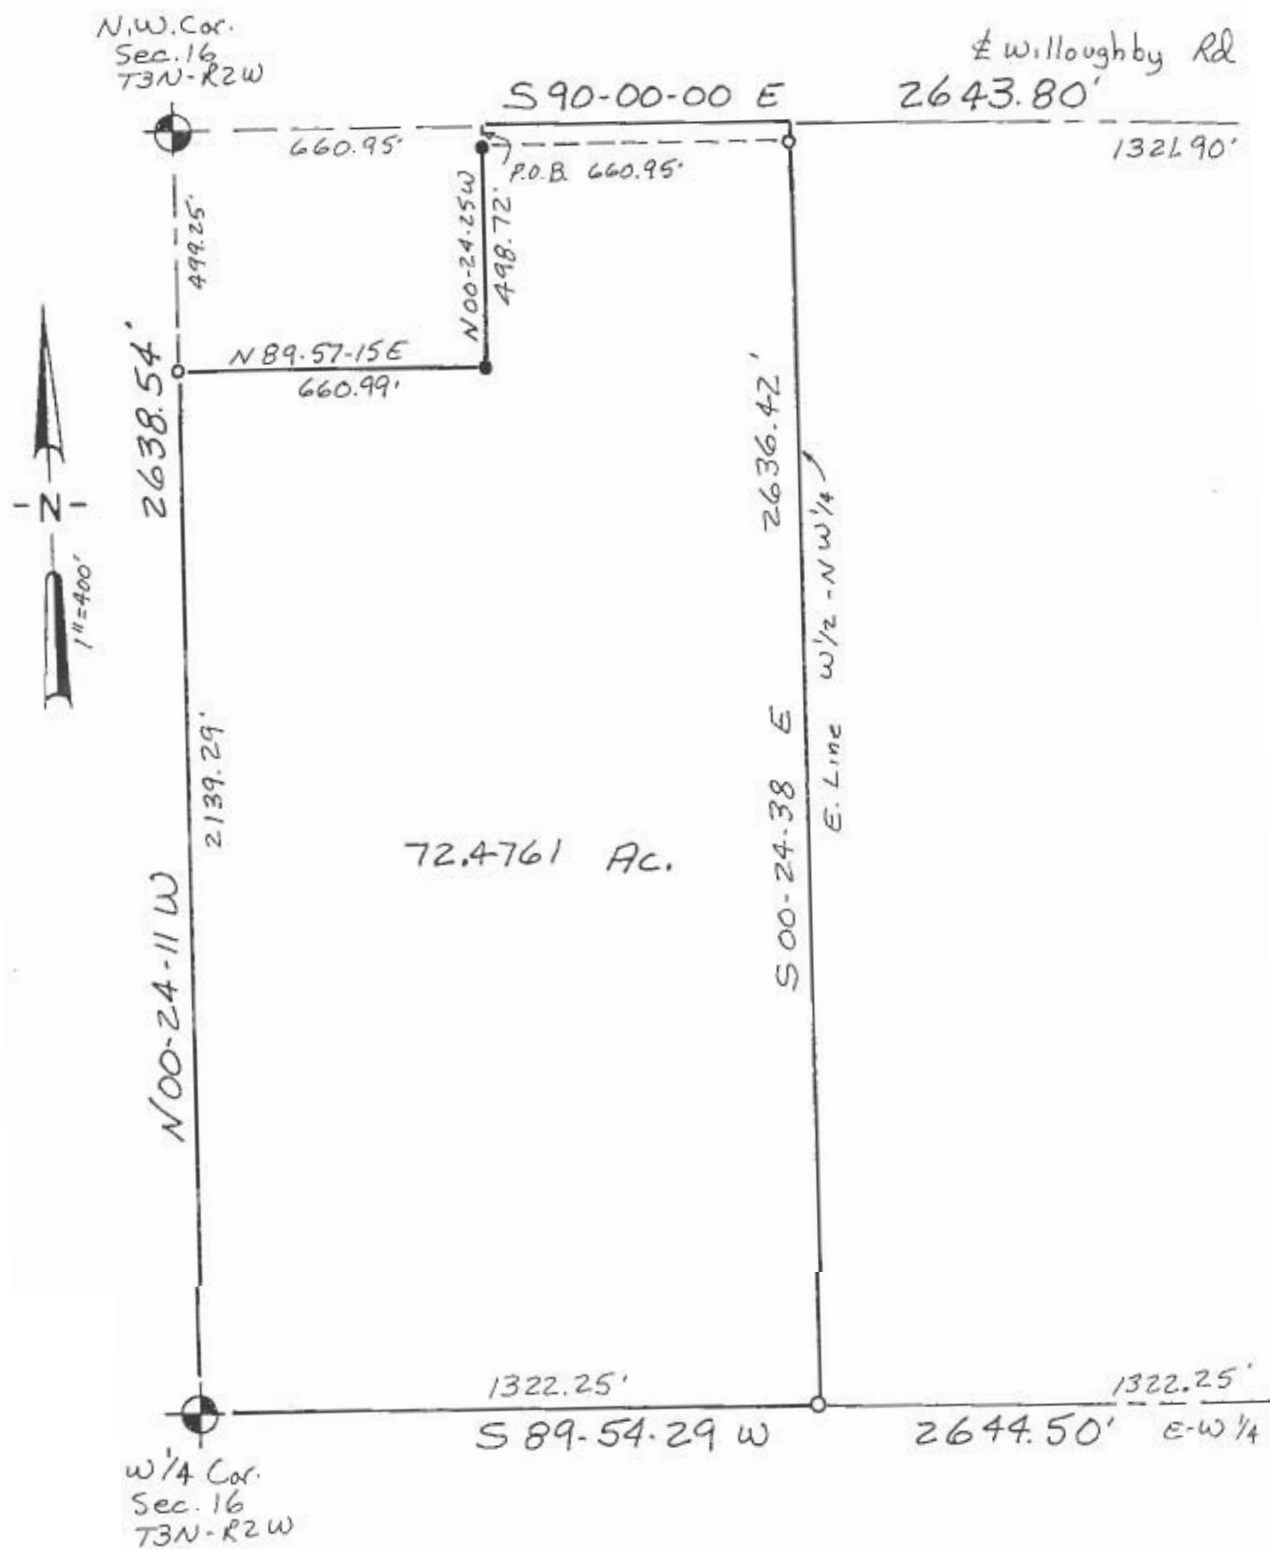 N.W. Cor.
Sec. 16
T3N-R2W
℄ Willoughby Rd
S 90-00-00 E 2643.80'
660.95'
1321.90'
P.O.B. 660.95'
499.25'
N 00-24-25 W
498.72'
N 89-57-15 E
660.99'
2638.54'
- N -
1"=400'
2636.42'
E. Line W 1/2 - N W 1/4
2139.29'
S 00-24-38 E
72.4761 Ac.
N 00-24-11 W
1322.25'
1322.25'
S 89-54-29 W
2644.50'
E-W 1/4
W 1/4 Cor.
Sec. 16
T3N-R2W